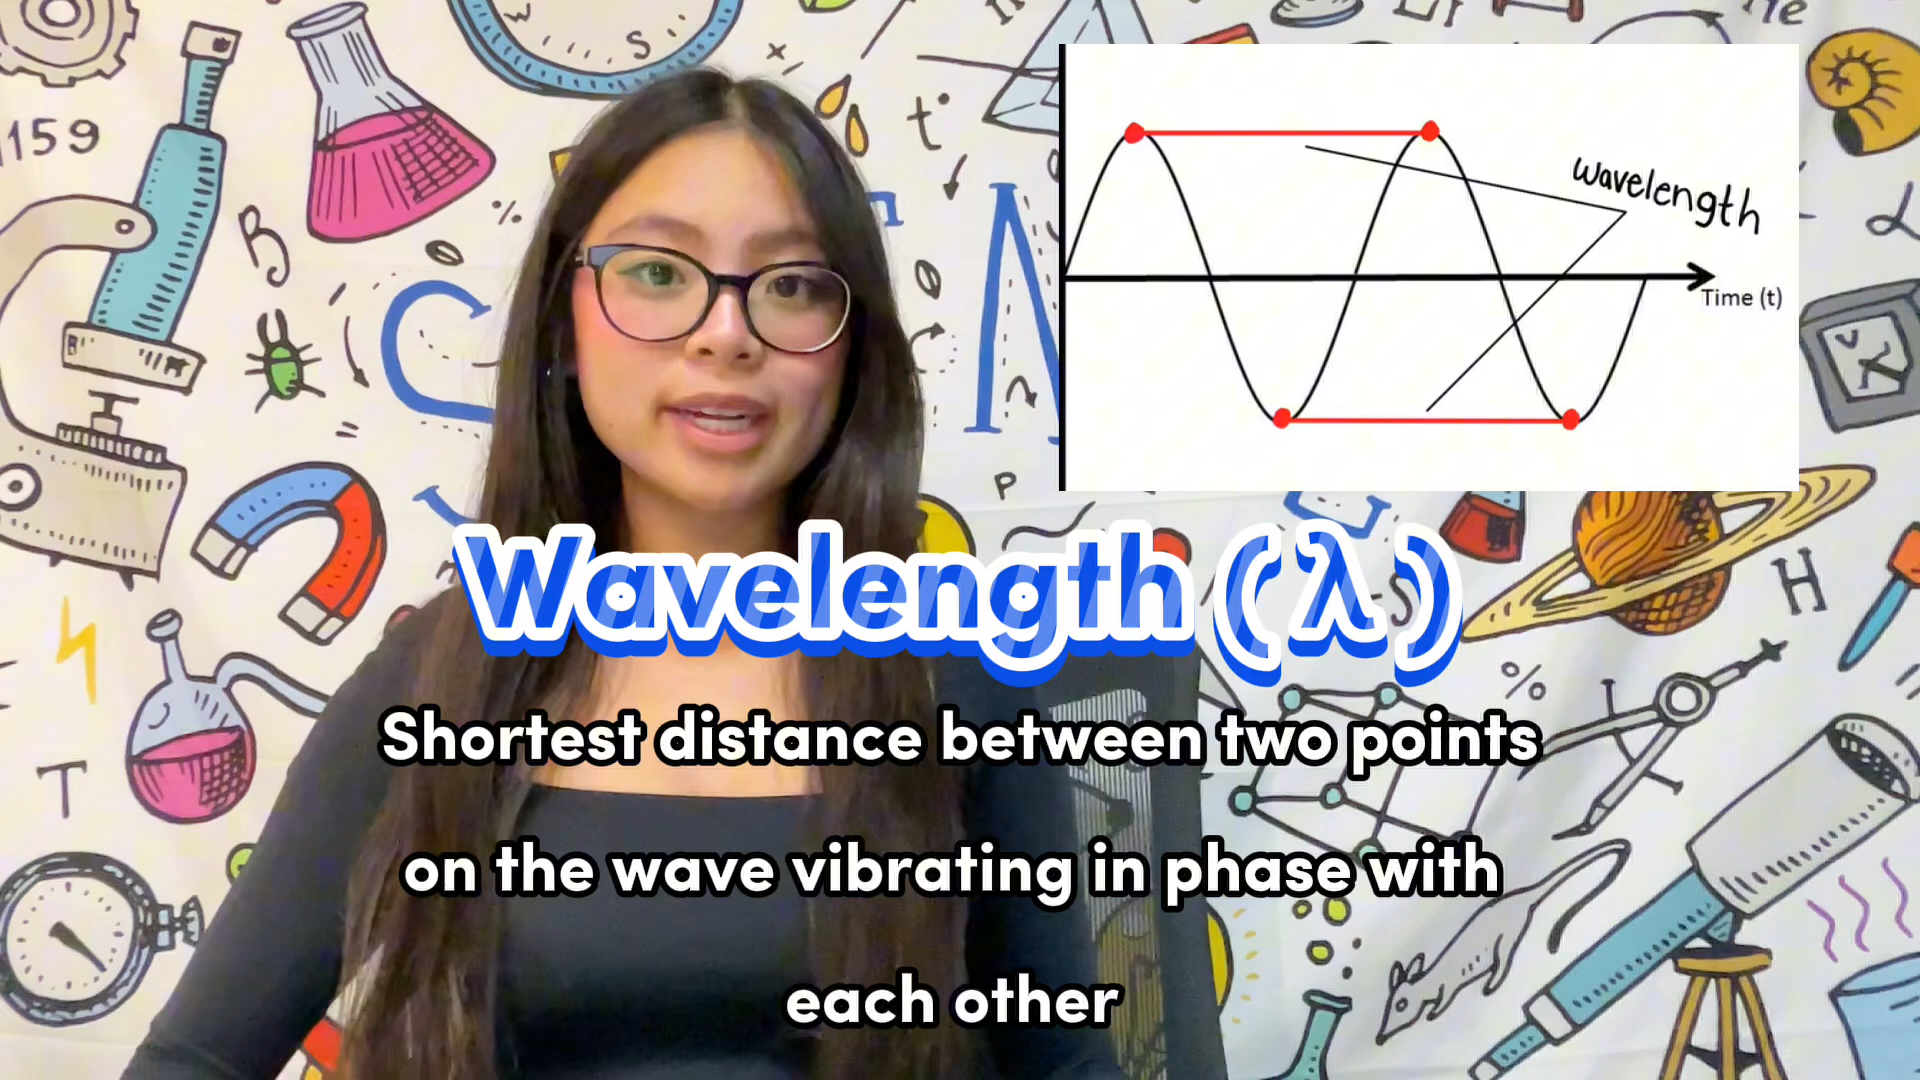 159
wavelength
Time (t)
Wavelength (λ)
Shortest distance between two points
on the wave vibrating in phase with
each other